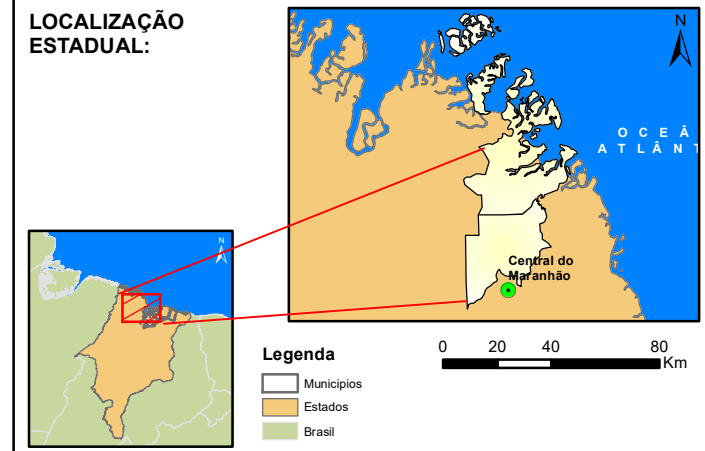 LOCALIZAÇÃO
ESTADUAL:
N
O C E Â
A T L Â N T
Central do
Maranhão
N
Legenda
Municipios
Estados
Brasil
0 20 40 80
Km